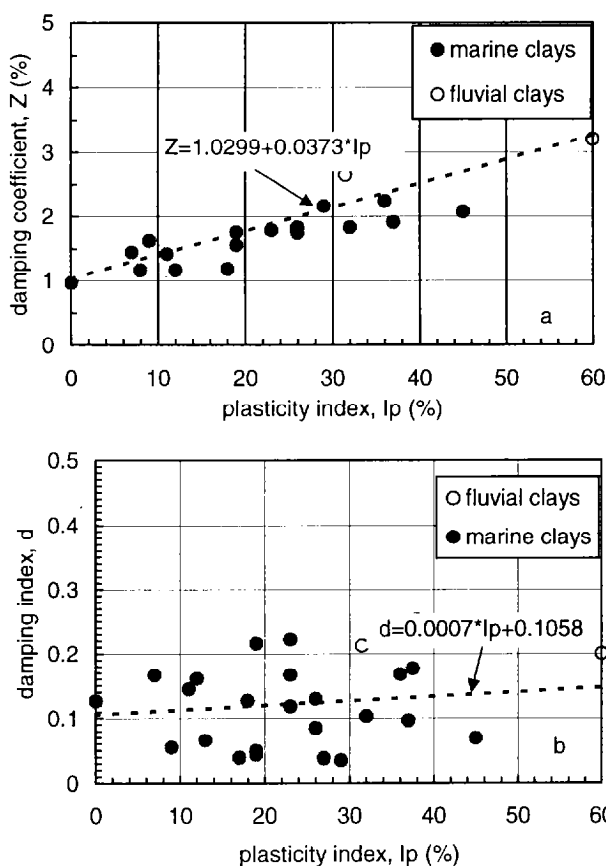 5
4
3
2
1
0
damping coefficient, Z (%)
marine clays
fluvial clays
Z=1.0299+0.0373*Ip
a
0 10 20 30 40 50 60
plasticity index, Ip (%)
0.5
0.4
0.3
0.2
0.1
0
damping index, d
fluvial clays
marine clays
d=0.0007*Ip+0.1058
b
0 10 20 30 40 50 60
plasticity index, Ip (%)